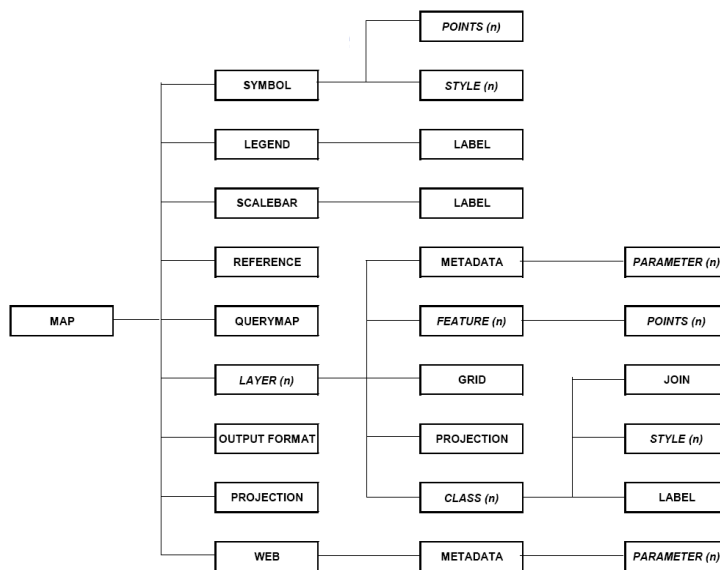 POINTS (n)
SYMBOL
STYLE (n)
LEGEND
LABEL
SCALEBAR
LABEL
REFERENCE
METADATA
PARAMETER (n)
MAP
QUERYMAP
FEATURE (n)
POINTS (n)
LAYER (n)
GRID
JOIN
OUTPUT FORMAT
PROJECTION
STYLE (n)
PROJECTION
CLASS (n)
LABEL
WEB
METADATA
PARAMETER (n)